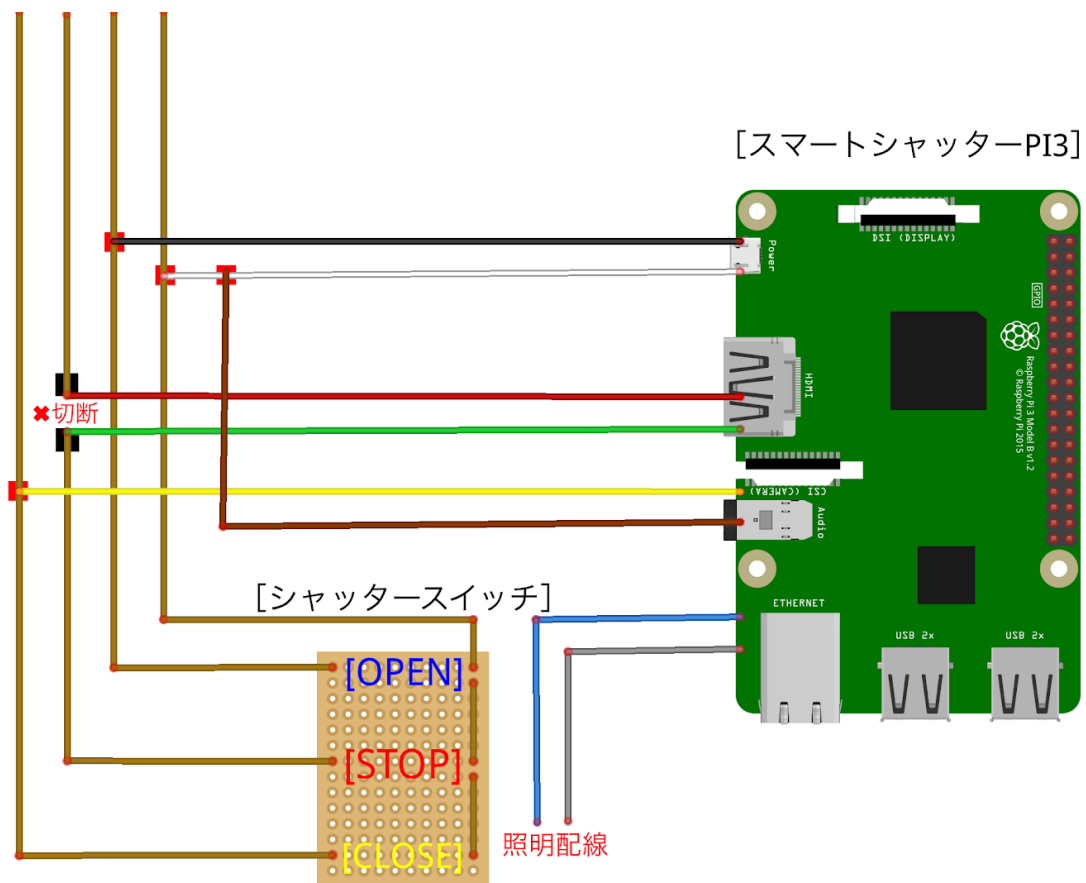 [スマートシャッターPI3]
DSI (DISPLAY)
Power
GPIO
HDMI
Raspberry Pi 3 Model B v1.2
© Raspberry Pi 2015
✖切断
CSI (CAMERA)
Audio
[シャッタースイッチ]
ETHERNET
USB 2x
USB 2x
[OPEN]
[STOP]
[CLOSE]
照明配線